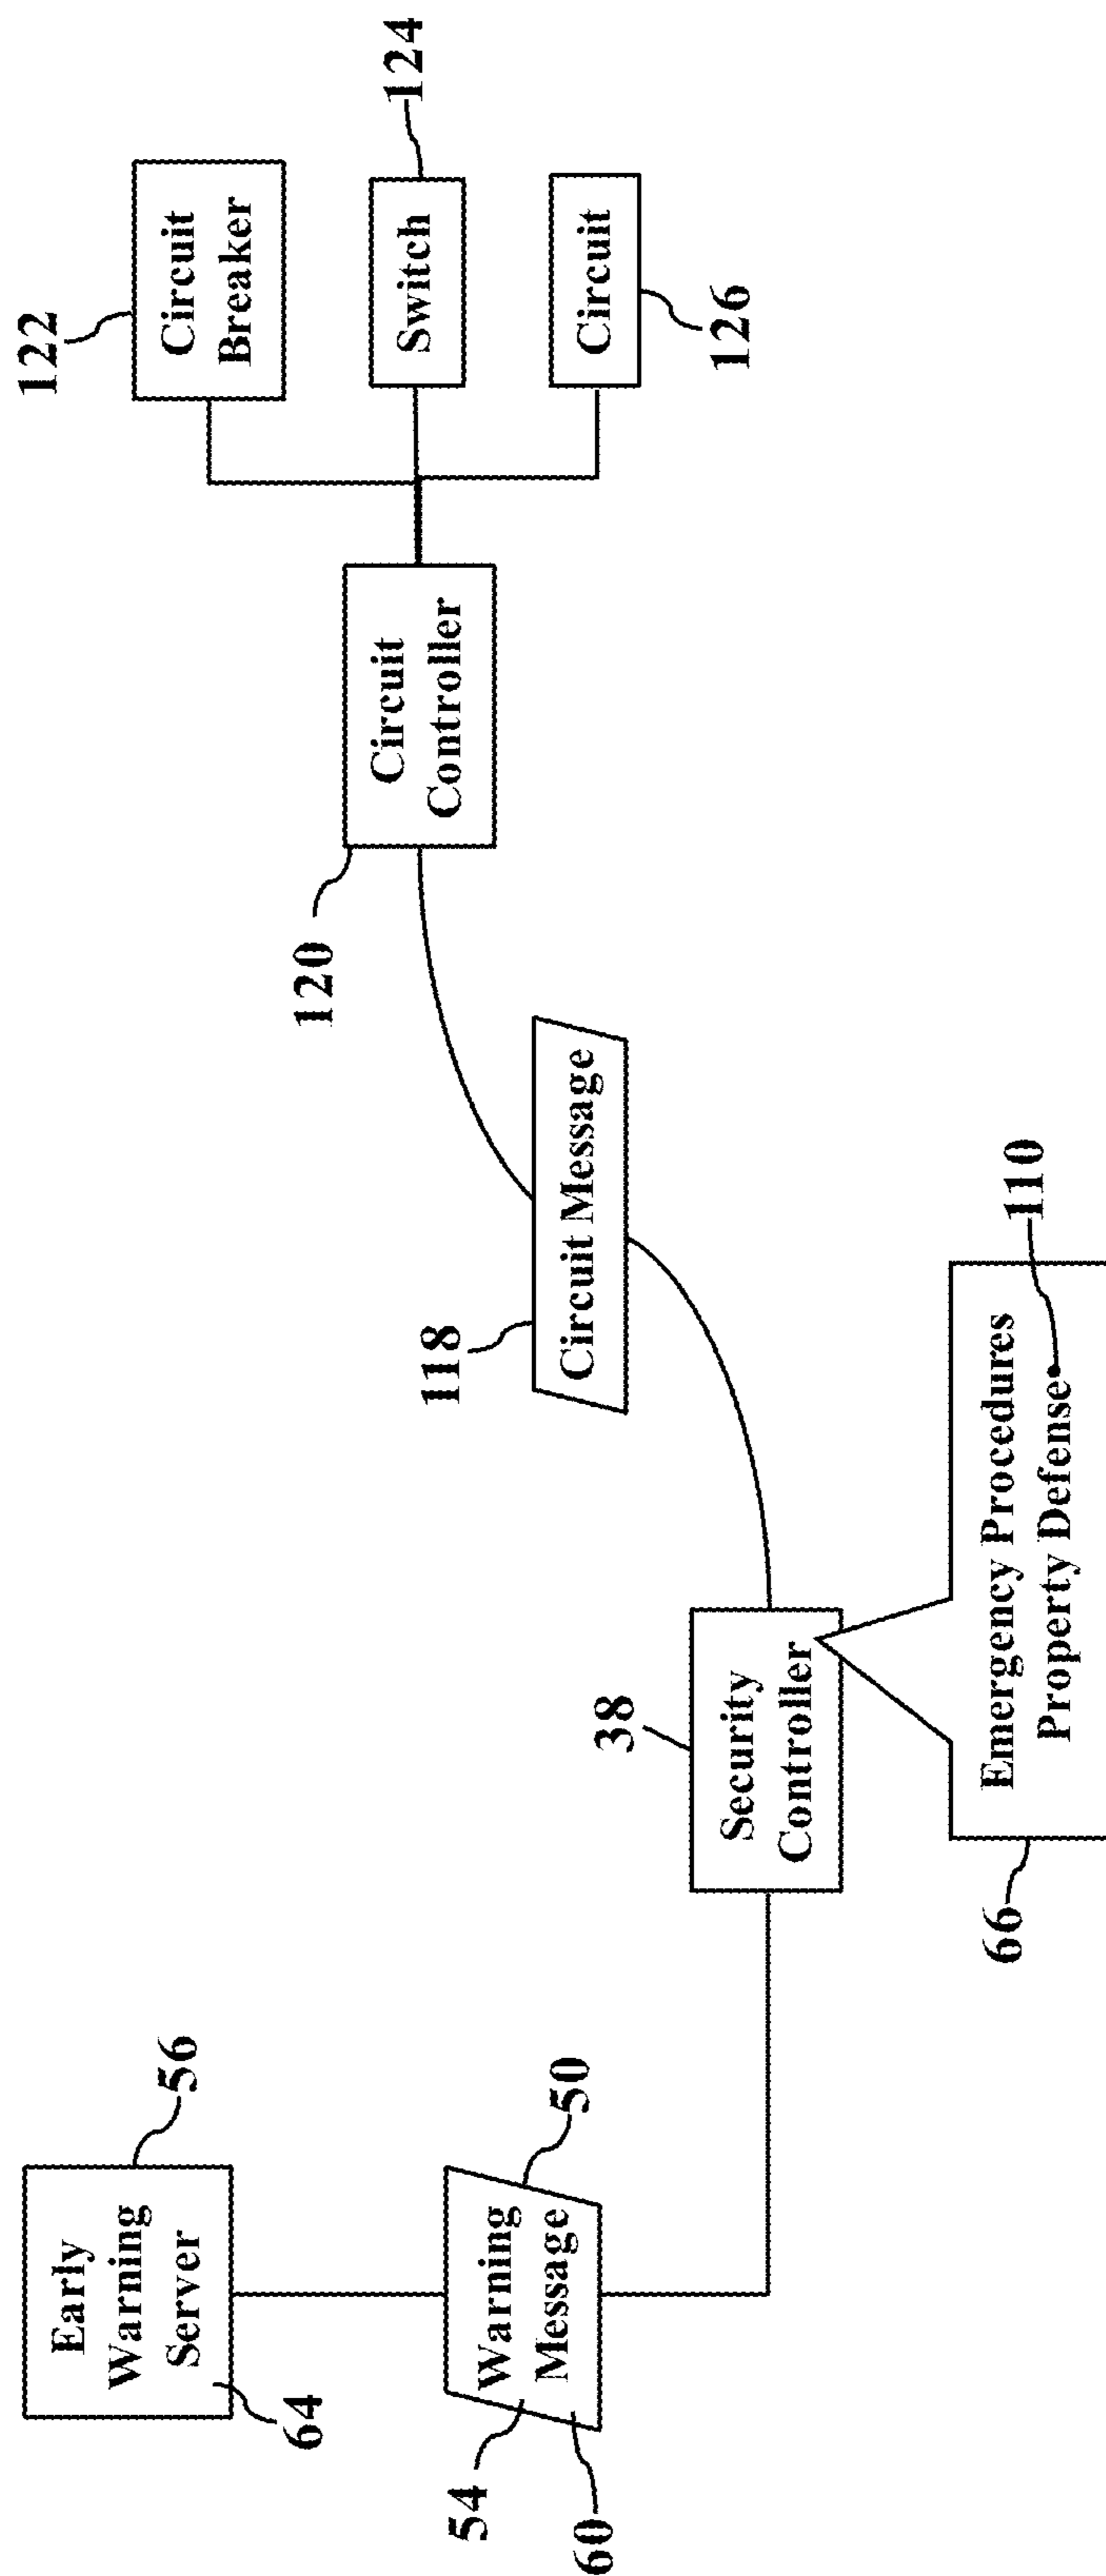 56
Early
Warning
Server
64
50
Warning
Message
54
60
38
Security
Controller
66
Emergency Procedures
Property Defense
110
118
Circuit Message
120
Circuit
Controller
122
Circuit
Breaker
Switch
124
Circuit
126